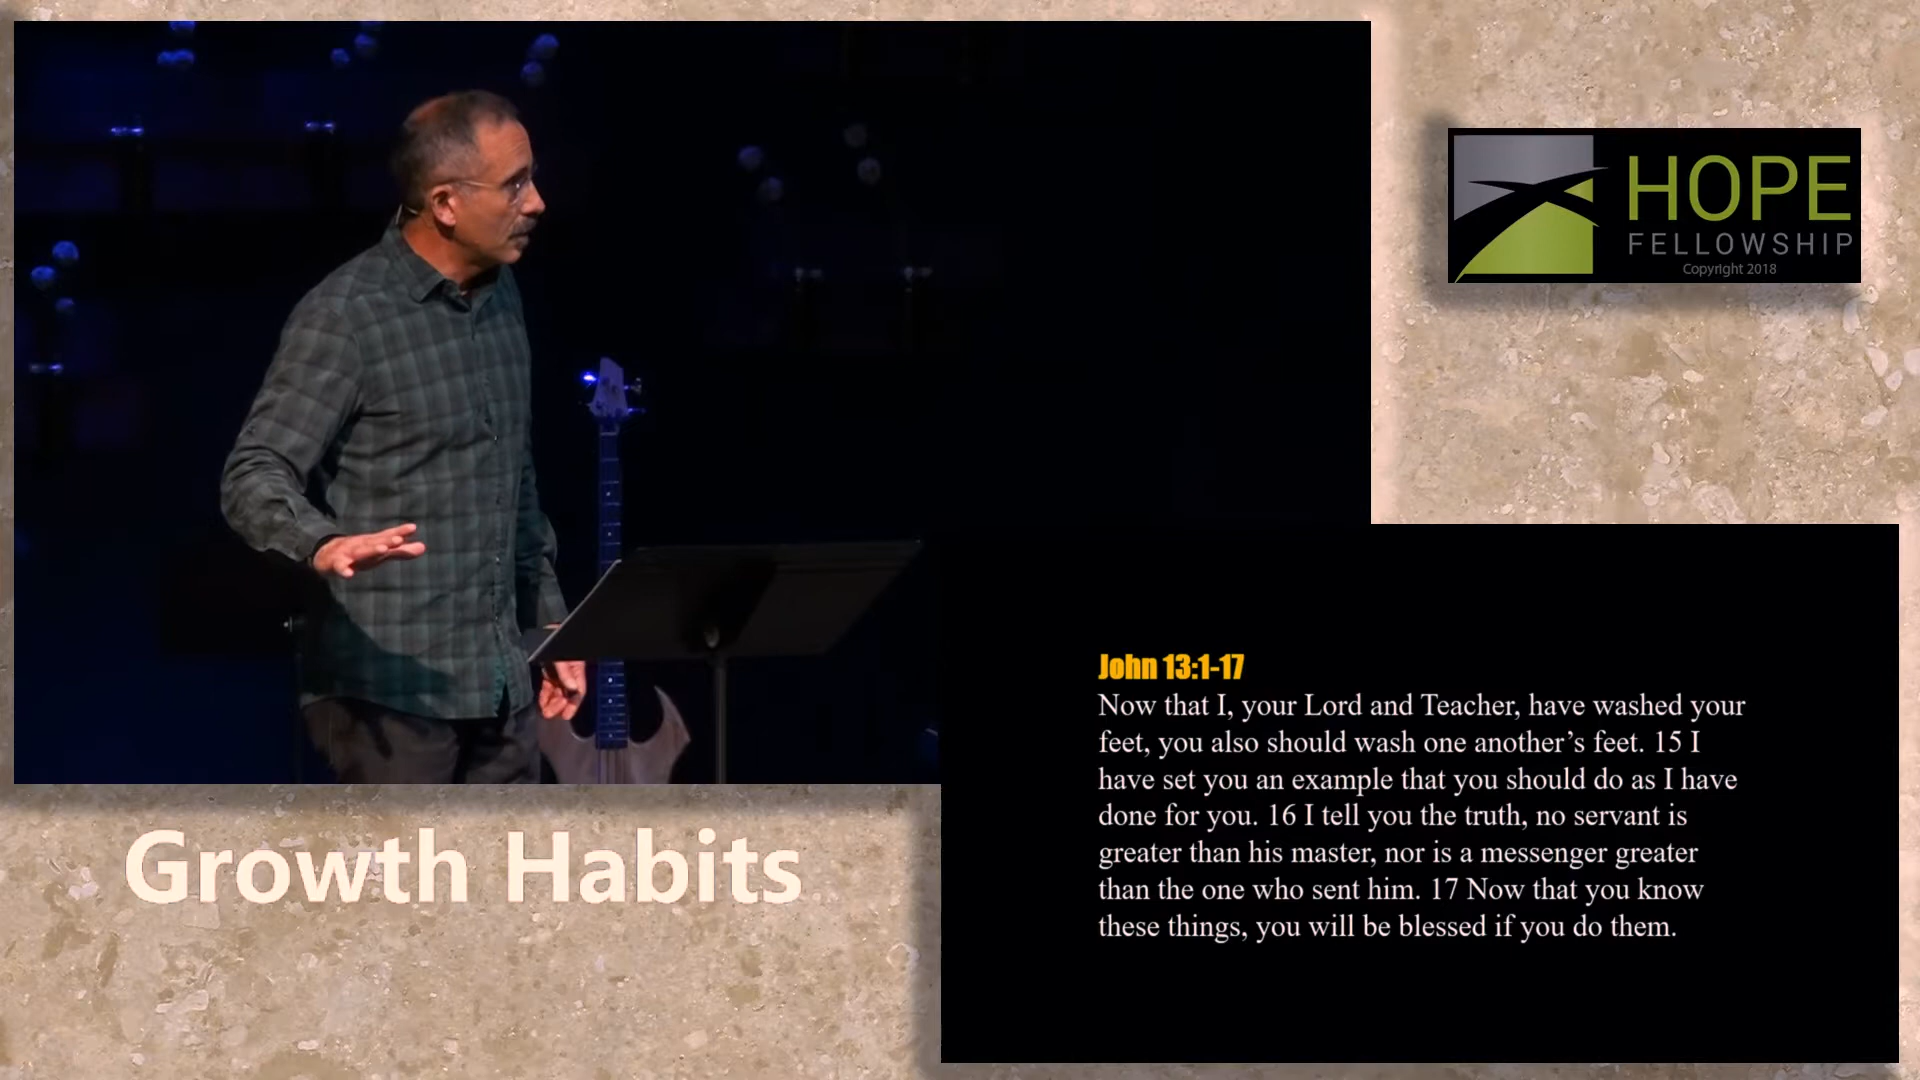 HOPE
FELLOWSHIP
Copyright 2018
John 13:1-17
Now that I, your Lord and Teacher, have washed your
feet, you also should wash one another’s feet. 15 I
have set you an example that you should do as I have
done for you. 16 I tell you the truth, no servant is
greater than his master, nor is a messenger greater
than the one who sent him. 17 Now that you know
these things, you will be blessed if you do them.
Growth Habits